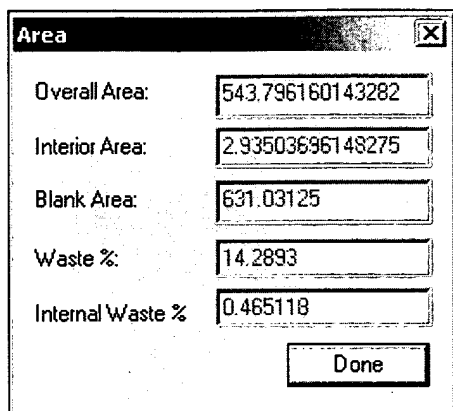 Area
Overall Area: 543.796160143282
Interior Area: 2.93503696148275
Blank Area: 631.03125
Waste %: 14.2893
Internal Waste % 0.465118
Done